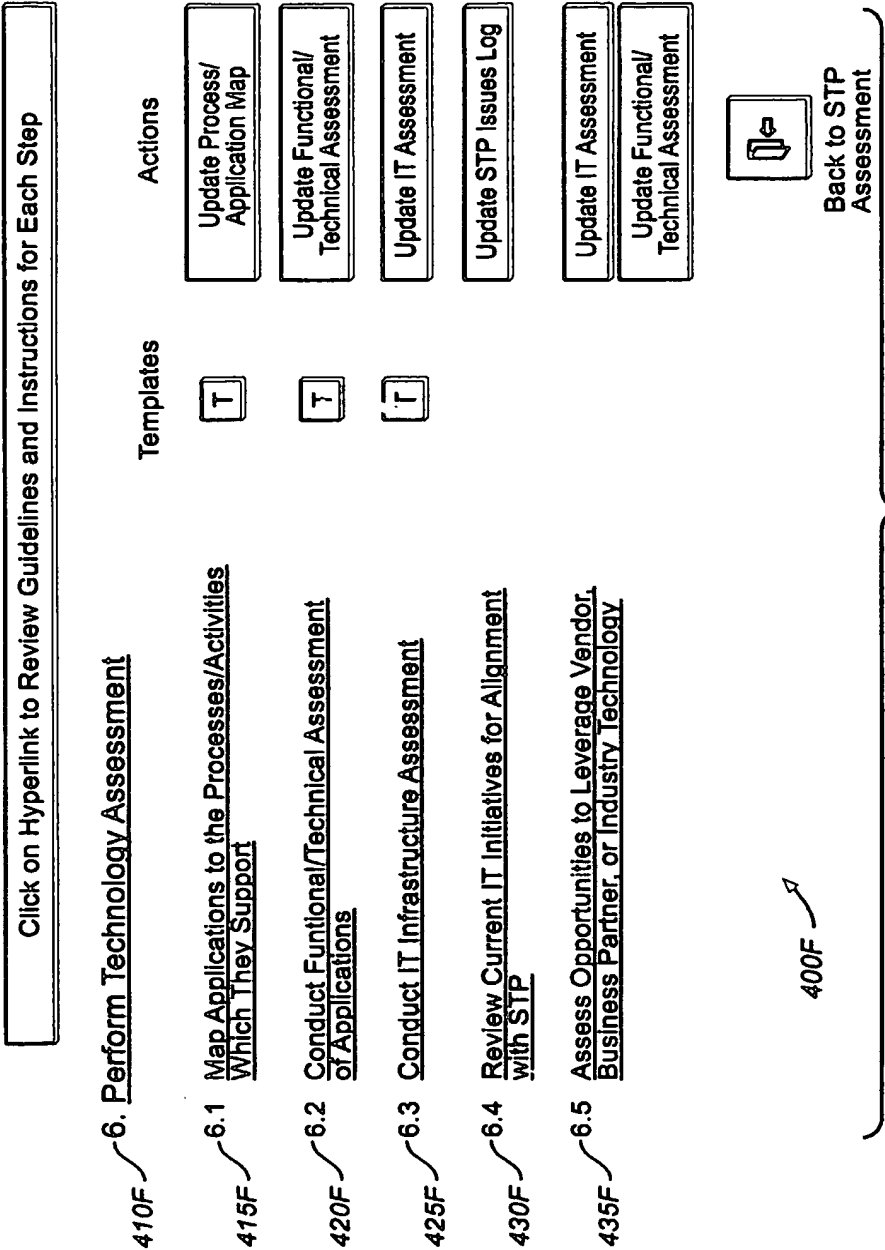 Click on Hyperlink to Review Guidelines and Instructions for Each Step
Templates
Actions
410F
6. Perform Technology Assessment
415F
6.1 Map Applications to the Processes/Activities
Which They Support
T
Update Process/
Application Map
420F
6.2 Conduct Funtional/Technical Assessment
of Applications
T
Update Functional/
Technical Assessment
425F
6.3 Conduct IT Infrastructure Assessment
T
Update IT Assessment
430F
6.4 Review Current IT Initiatives for Alignment
with STP
Update STP Issues Log
435F
6.5 Assess Opportunities to Leverage Vendor,
Business Partner, or Industry Technology
Update IT Assessment
Update Functional/
Technical Assessment
400F
Back to STP
Assessment